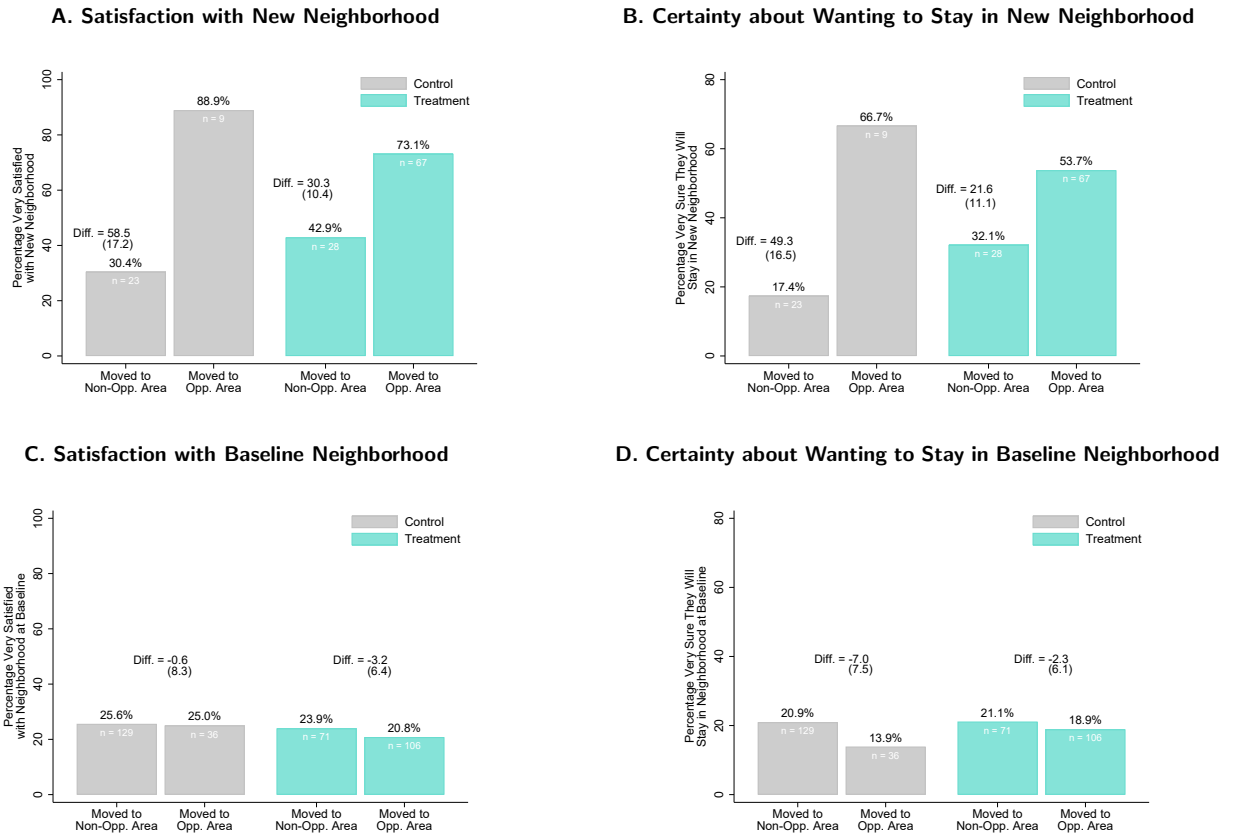 A. Satisfaction with New Neighborhood
Percentage Very Satisfied
with New Neighborhood
100
80
60
40
20
0
Control
Treatment
88.9%
n = 9
73.1%
n = 67
Diff. = 30.3
(10.4)
42.9%
n = 28
Diff. = 58.5
(17.2)
30.4%
n = 23
Moved to
Non-Opp. Area
Moved to
Opp. Area
Moved to
Non-Opp. Area
Moved to
Opp. Area
B. Certainty about Wanting to Stay in New Neighborhood
Percentage Very Sure They Will
Stay in New Neighborhood
80
60
40
20
0
Control
Treatment
66.7%
n = 9
53.7%
n = 67
Diff. = 21.6
(11.1)
32.1%
n = 28
Diff. = 49.3
(16.5)
17.4%
n = 23
Moved to
Non-Opp. Area
Moved to
Opp. Area
Moved to
Non-Opp. Area
Moved to
Opp. Area
C. Satisfaction with Baseline Neighborhood
Percentage Very Satisfied
with Neighborhood at Baseline
100
80
60
40
20
0
Control
Treatment
Diff. = -0.6
(8.3)
Diff. = -3.2
(6.4)
25.6%
n = 129
25.0%
n = 36
23.9%
n = 71
20.8%
n = 106
Moved to
Non-Opp. Area
Moved to
Opp. Area
Moved to
Non-Opp. Area
Moved to
Opp. Area
D. Certainty about Wanting to Stay in Baseline Neighborhood
Percentage Very Sure They Will
Stay in Neighborhood at Baseline
80
60
40
20
0
Control
Treatment
Diff. = -7.0
(7.5)
Diff. = -2.3
(6.1)
20.9%
n = 129
13.9%
n = 36
21.1%
n = 71
18.9%
n = 106
Moved to
Non-Opp. Area
Moved to
Opp. Area
Moved to
Non-Opp. Area
Moved to
Opp. Area